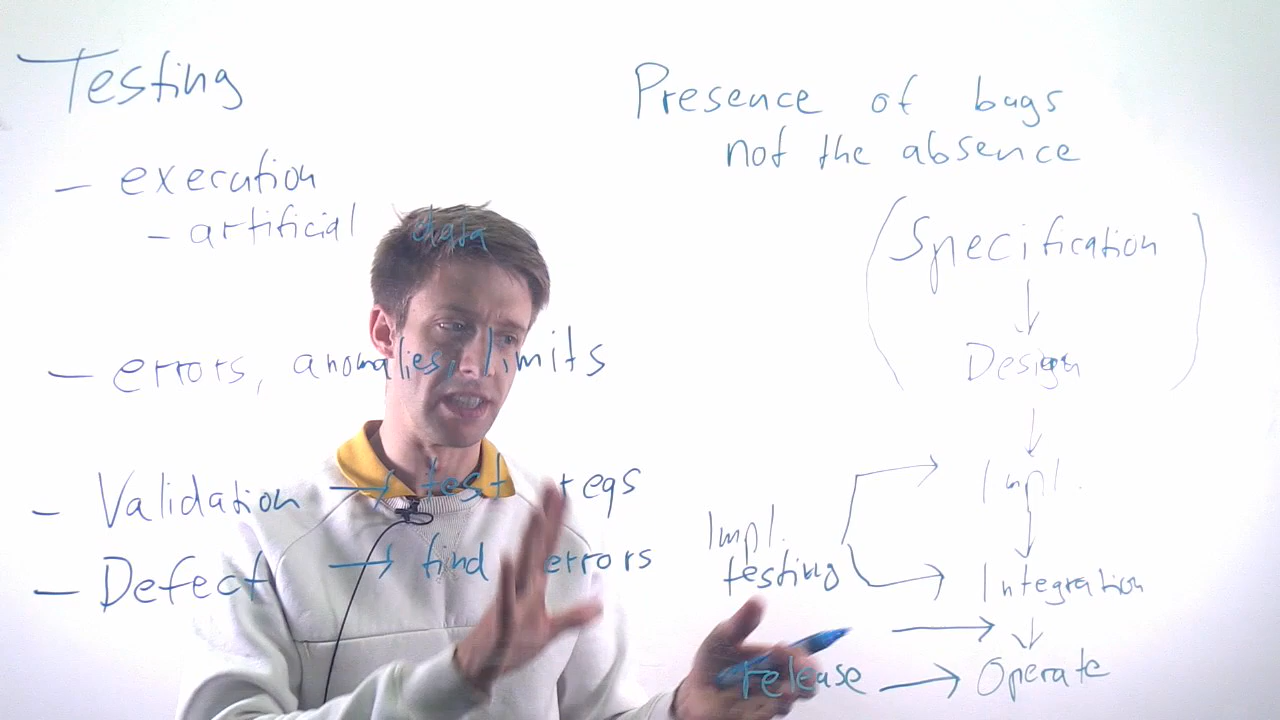 Testing
- execution
- artificial data
- errors, anomalies, limits
- Validation → test reqs
- Defect → find errors
Presence of bugs
not the absence
(Specification
↓
Design)
↓
Impl.
↓
Integration
↓
Operate
Impl.
testing
release →